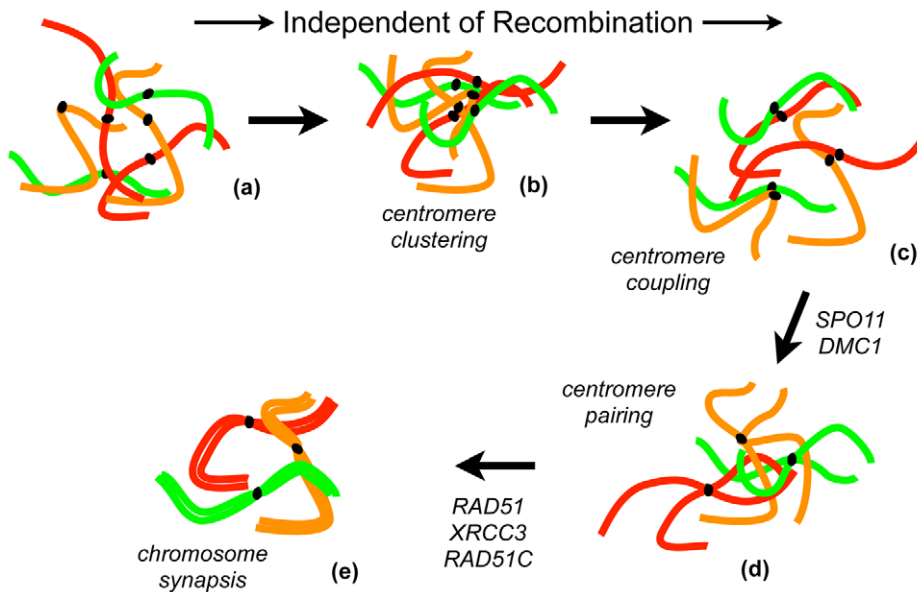 Independent of Recombination
(a)
(b)
centromere
clustering
(c)
centromere
coupling
SPO11
DMC1
centromere
pairing
(d)
RAD51
XRCC3
RAD51C
(e)
chromosome
synapsis